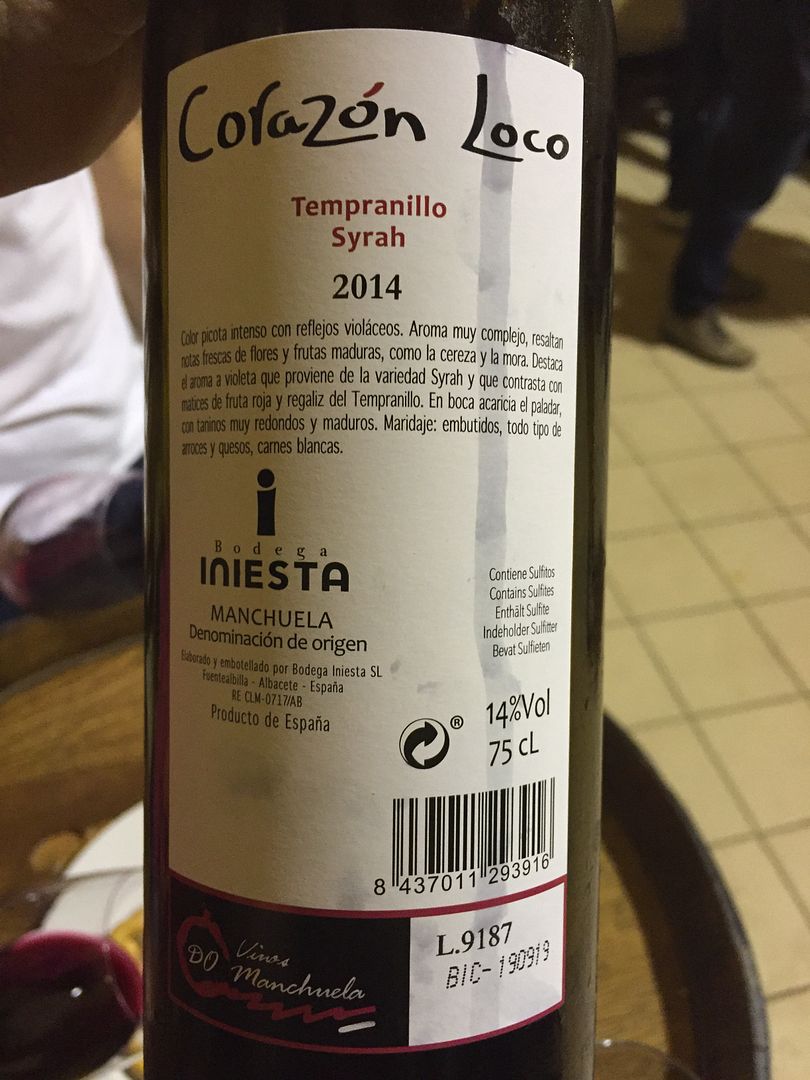 Corazón Loco
Tempranillo
Syrah
2014
Color picota intenso con reflejos violáceos. Aroma muy complejo, resaltan
notas frescas de flores y frutas maduras, como la cereza y la mora. Destaca
el aroma a violeta que proviene de la variedad Syrah y que contrasta con
matices de fruta roja y regaliz del Tempranillo. En boca acaricia el paladar,
con taninos muy redondos y maduros. Maridaje: embutidos, todo tipo de
arroces y quesos, carnes blancas.
Bodega
INIESTA
MANCHUELA
Denominación de origen
Elaborado y embotellado por Bodega Iniesta SL
Fuentealbilla - Albacete - España
RE CLM-0717/AB
Producto de España
Contiene Sulfitos
Contains Sulfites
Enthält Sulfite
Indeholder Sulfitter
Bevat Sulfieten
®
14%Vol
75 cL
8 437011 293916
DO Vinos
Manchuela
L.9187
BIC-190919